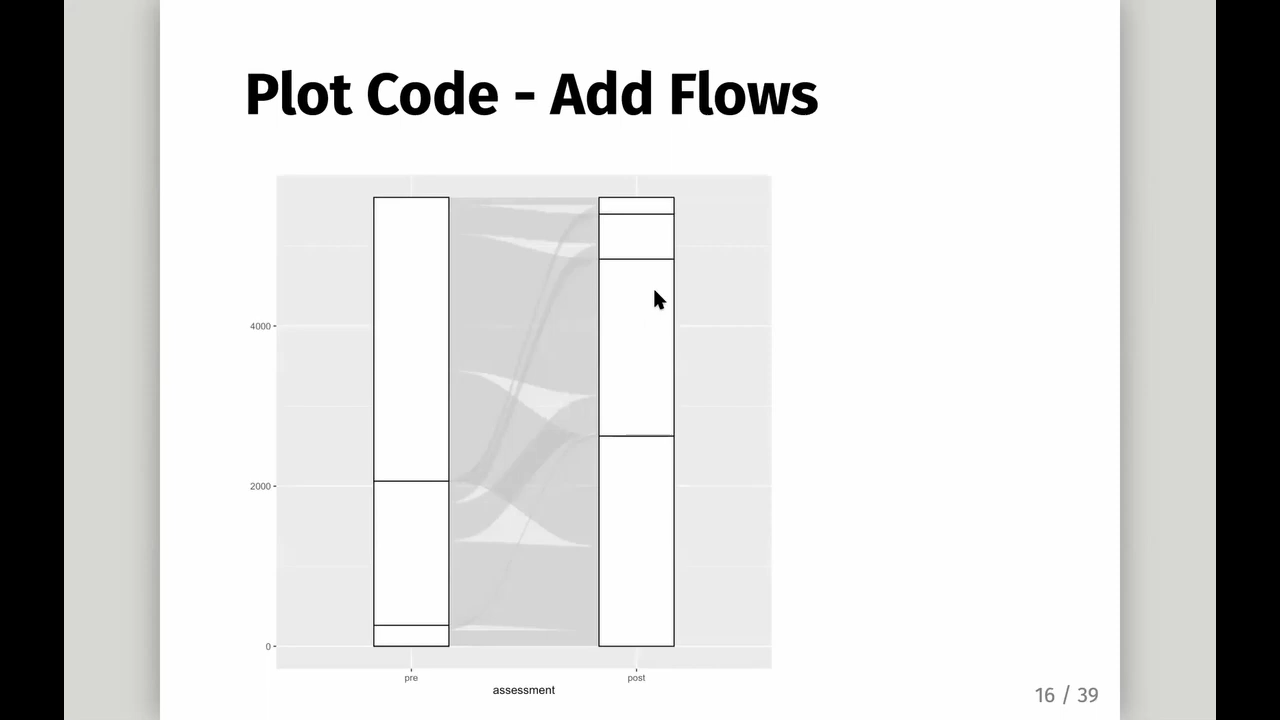 Plot Code - Add Flows
4000
2000
0
pre
post
assessment
16 / 39